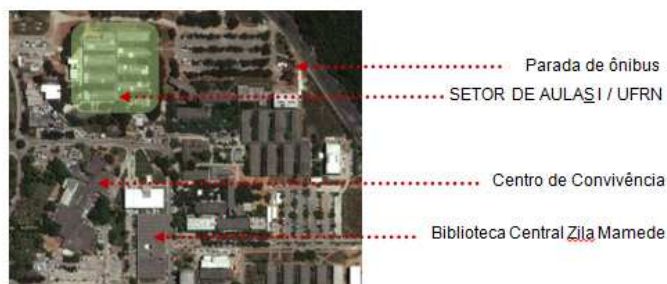 Parada de ônibus
SETOR DE AULAS I / UFRN
Centro de Convivência
Biblioteca Central Zila Mamede